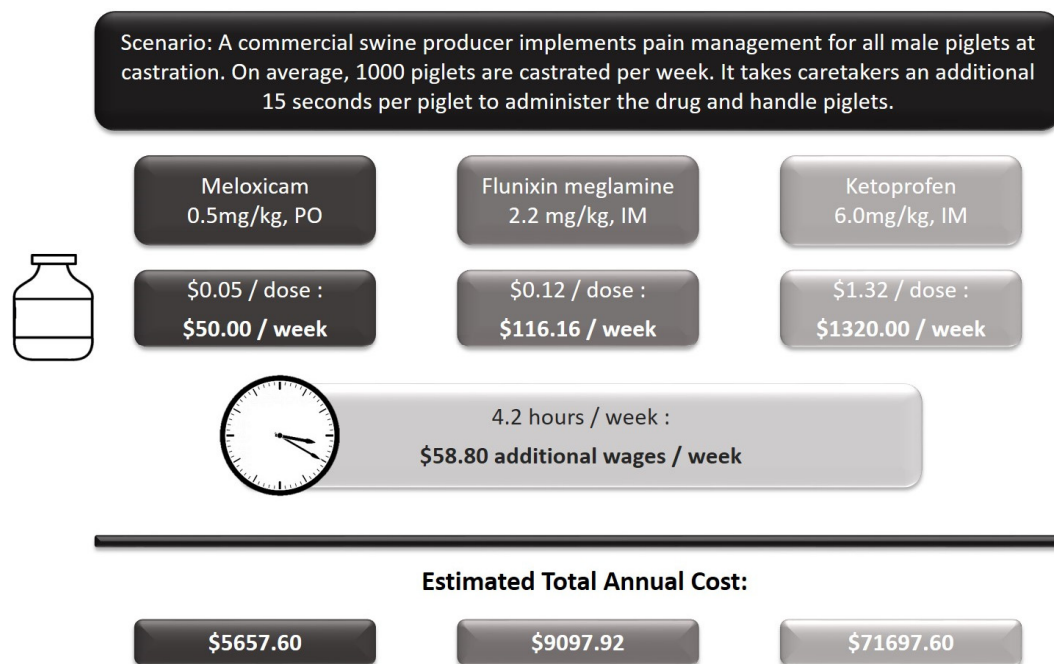 Scenario: A commercial swine producer implements pain management for all male piglets at
castration. On average, 1000 piglets are castrated per week. It takes caretakers an additional
15 seconds per piglet to administer the drug and handle piglets.
Meloxicam
0.5mg/kg, PO
Flunixin meglamine
2.2 mg/kg, IM
Ketoprofen
6.0mg/kg, IM
$0.05 / dose :
$50.00 / week
$0.12 / dose :
$116.16 / week
$1.32 / dose :
$1320.00 / week
4.2 hours / week :
$58.80 additional wages / week
Estimated Total Annual Cost:
$5657.60
$9097.92
$71697.60